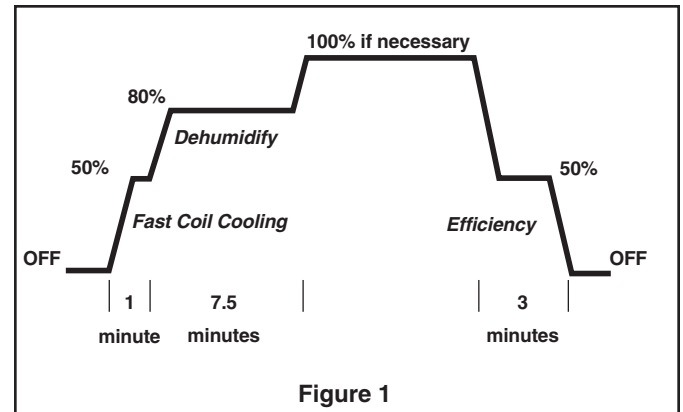 100% if necessary
80%
Dehumidify
50%
50%
Fast Coil Cooling
Efficiency
OFF
OFF
1
minute
7.5
minutes
3
minutes
Figure 1